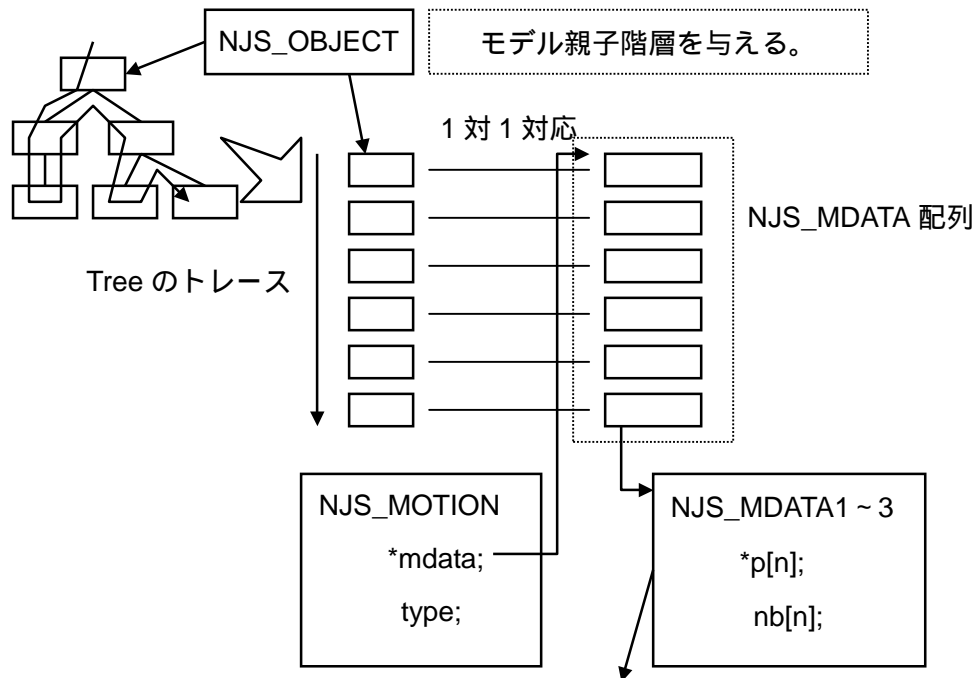 NJS_OBJECT
モデル親子階層を与える。
1 対 1 対応
NJS_MDATA 配列
Tree のトレース
NJS_MOTION
*mdata;
type;
NJS_MDATA1 ~ 3
*p[n];
nb[n];